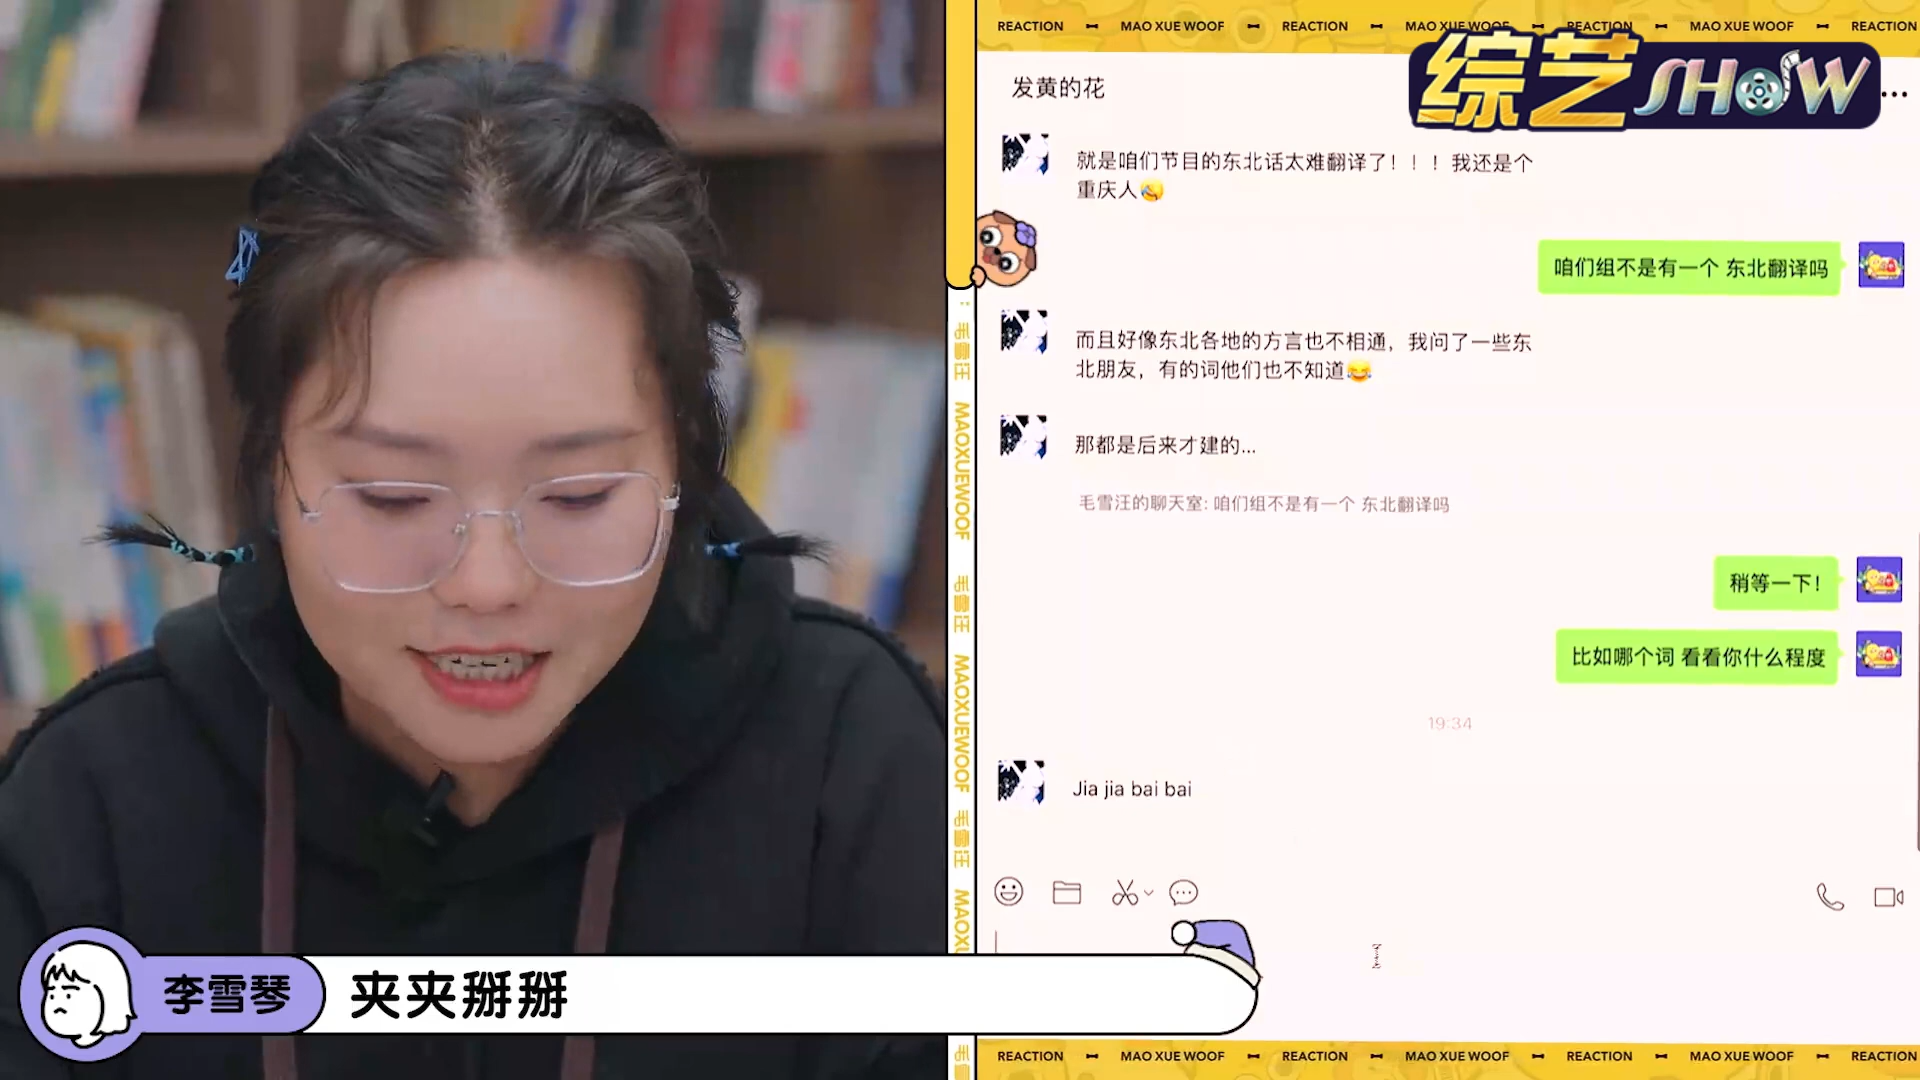 REACTION MAO XUE WOOF REACTION MAO XUE WOOF REACTION MAO XUE WOOF REACTION
综艺SHOW
发黄的花
就是咱们节目的东北话太难翻译了！！！我还是个
重庆人
咱们组不是有一个 东北翻译吗
而且好像东北各地的方言也不相通，我问了一些东
北朋友，有的词他们也不知道
那都是后来才建的...
毛雪汪的聊天室: 咱们组不是有一个 东北翻译吗
稍等一下！
比如哪个词 看看你什么程度
19:34
Jia jia bai bai
毛雪汪 MAOXUEWOOF 毛雪汪 MAOXUEWOOF 毛雪汪 MAOXU
李雪琴 夹夹掰掰
REACTION MAO XUE WOOF REACTION MAO XUE WOOF REACTION MAO XUE WOOF REACTION